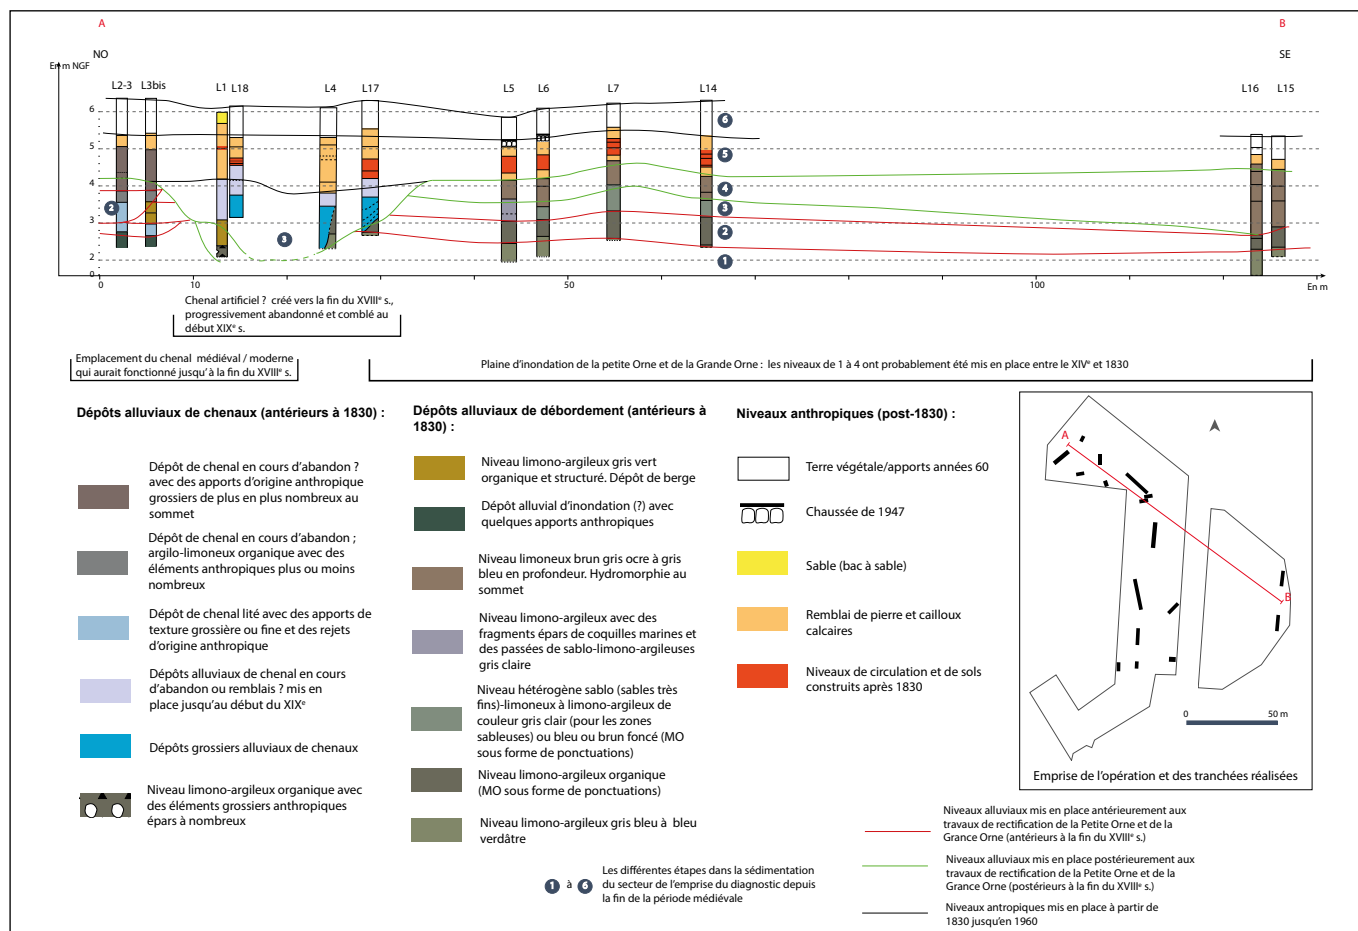 A
B
NO
SE
En m NGF
L2-3
L3bis
L1
L18
L4
L17
L5
L6
L7
L14
L16
L15
6
5
4
3
2
0
6
5
4
3
2
1
2
3
0
10
50
100
En m
Chenal artificiel ? créé vers la fin du XVIIIe s.,
progressivement abandonné et comblé au
début XIXe s.
Emplacement du chenal médiéval / moderne
qui aurait fonctionné jusqu'à la fin du XVIIIe s.
Plaine d'inondation de la petite Orne et de la Grande Orne : les niveaux de 1 à 4 ont probablement été mis en place entre le XIVe et 1830
Dépôts alluviaux de chenaux (antérieurs à 1830) :
Dépôt de chenal en cours d'abandon ?
avec des apports d'origine anthropique
grossiers de plus en plus nombreux au
sommet
Dépôt de chenal en cours d'abandon ;
argilo-limoneux organique avec des
éléments anthropiques plus ou moins
nombreux
Dépôt de chenal lité avec des apports de
texture grossière ou fine et des rejets
d'origine anthropique
Dépôts alluviaux de chenal en cours
d'abandon ou remblais ? mis en
place jusqu'au début du XIXe
Dépôts grossiers alluviaux de chenaux
Niveau limono-argileux organique avec
des éléments grossiers anthropiques
épars à nombreux
Dépôts alluviaux de débordement (antérieurs à
1830) :
Niveau limono-argileux gris vert
organique et structuré. Dépôt de berge
Dépôt alluvial d'inondation (?) avec
quelques apports anthropiques
Niveau limoneux brun gris ocre à gris
bleu en profondeur. Hydromorphie au
sommet
Niveau limono-argileux avec des
fragments épars de coquilles marines et
des passées de sablo-limono-argileuses
gris claire
Niveau hétérogène sablo (sables très
fins)-limoneux à limono-argileux de
couleur gris clair (pour les zones
sableuses) ou bleu ou brun foncé (MO
sous forme de ponctuations)
Niveau limono-argileux organique
(MO sous forme de ponctuations)
Niveau limono-argileux gris bleu à bleu
verdâtre
Niveaux anthropiques (post-1830) :
Terre végétale/apports années 60
Chaussée de 1947
Sable (bac à sable)
Remblai de pierre et cailloux
calcaires
Niveaux de circulation et de sols
construits après 1830
A
B
0
50 m
Emprise de l'opération et des tranchées réalisées
1 à 6
Les différentes étapes dans la sédimentation
du secteur de l'emprise du diagnostic depuis
la fin de la période médiévale
Niveaux alluviaux mis en place antérieurement aux
travaux de rectification de la Petite Orne et de la
Grance Orne (antérieurs à la fin du XVIIIe s.)
Niveaux alluviaux mis en place postérieurement aux
travaux de rectification de la Petite Orne et de la
Grance Orne (postérieurs à la fin du XVIIIe s.)
Niveaux antropiques mis en place à partir de
1830 jusqu'en 1960